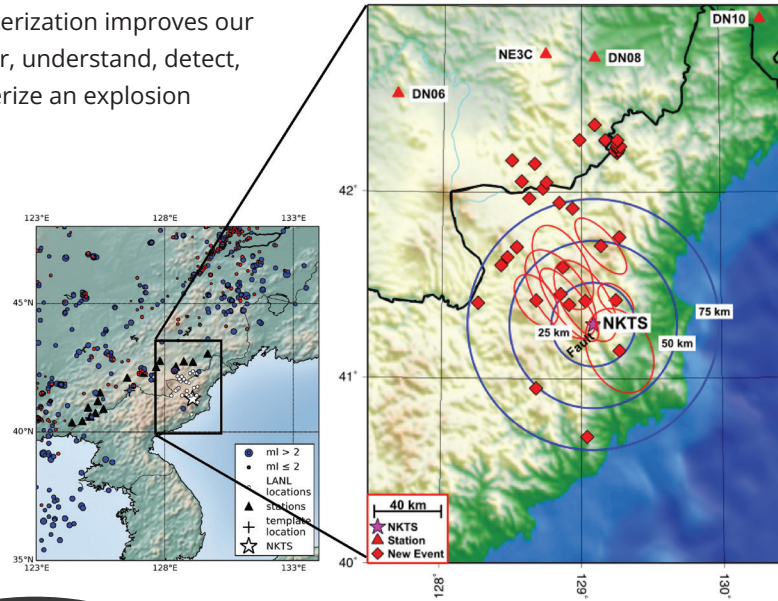 terization improves our
r, understand, detect,
erize an explosion
123°E
128°E
133°E
45°N
40°N
35°N
123°E
128°E
133°E
ml > 2
ml ≤ 2
LANL
locations
stations
template
location
NKTS
DN10
NE3C
DN08
DN06
42°
41°
40°
75 km
NKTS
25 km
50 km
Fault
40 km
NKTS
Station
New Event
128°
129°
130°